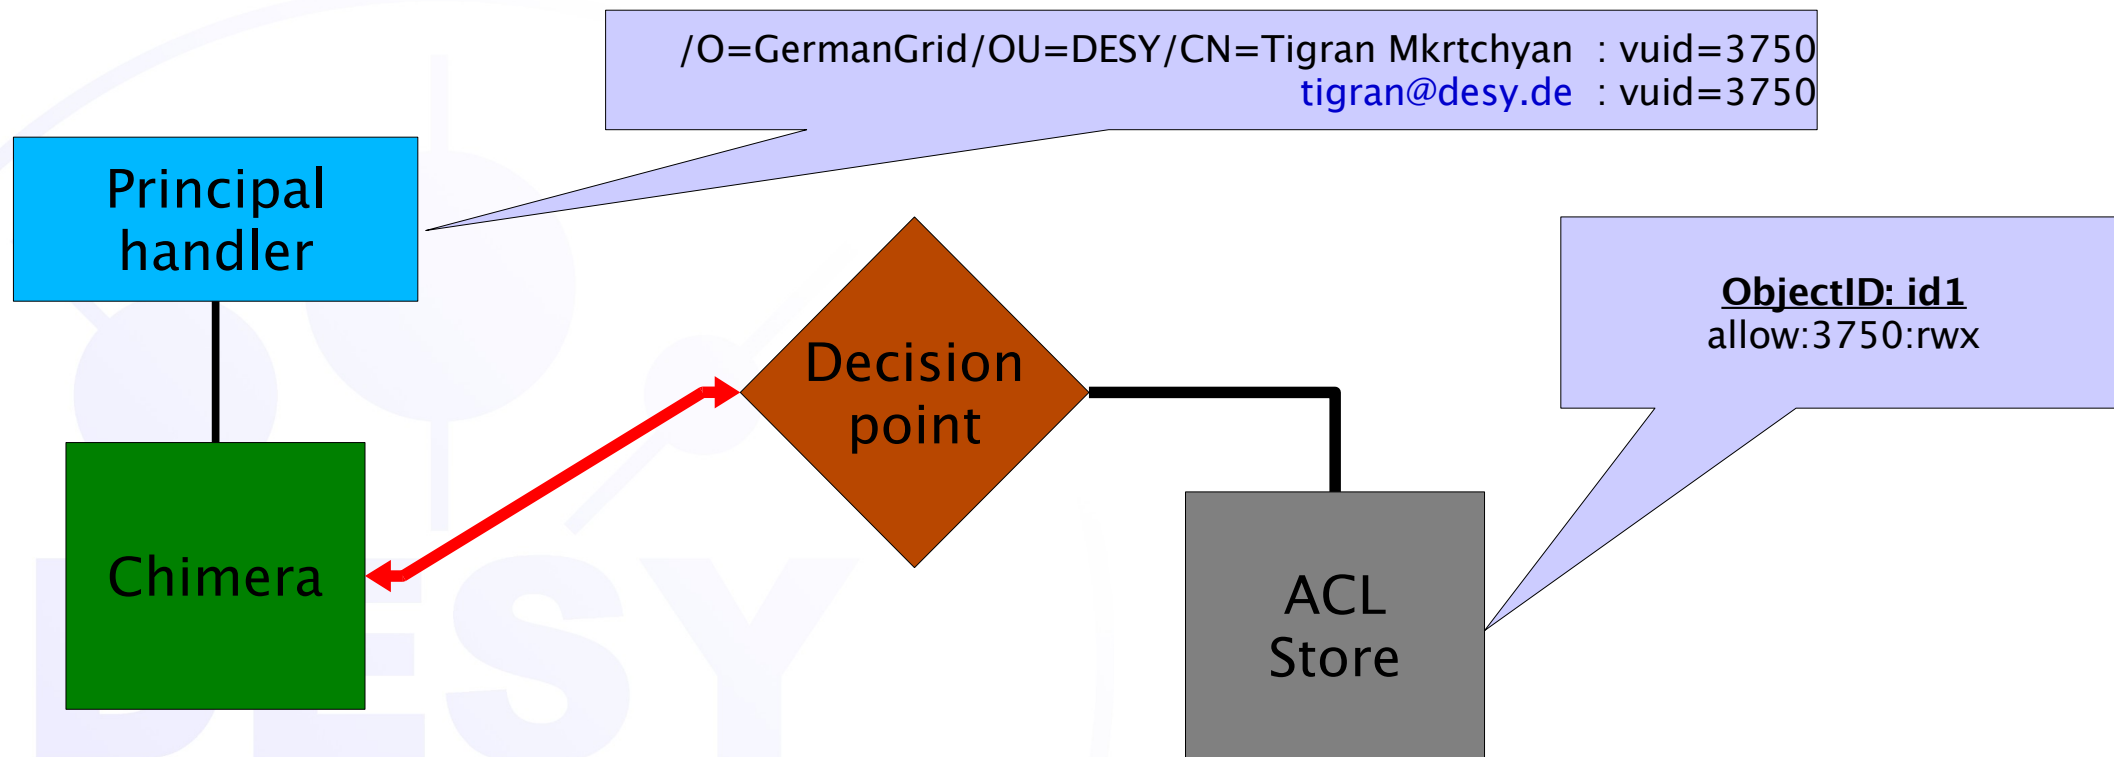 /O=GermanGrid/OU=DESY/CN=Tigran Mkrtchyan : vuid=3750
tigran@desy.de : vuid=3750
Principal
handler
ObjectID: id1
allow:3750:rwx
Decision
point
Chimera
ACL
Store
DESY